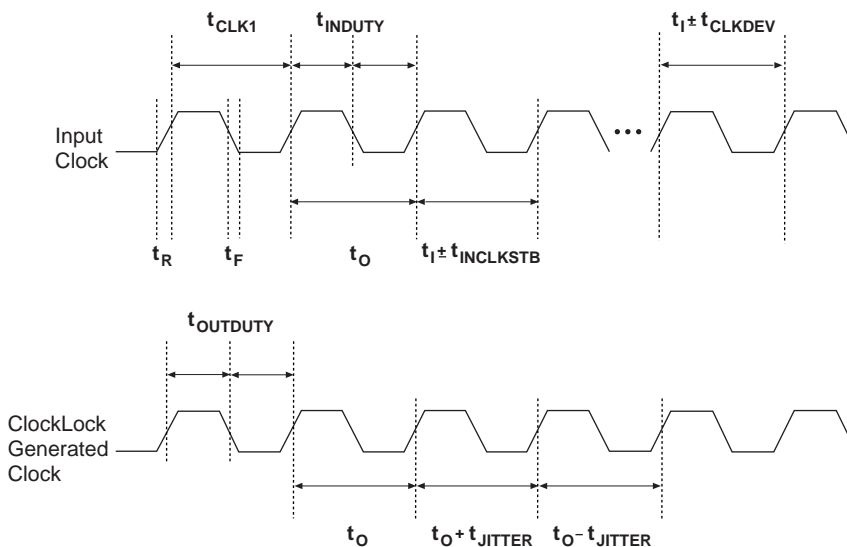 tCLK1 tINDUTY tI ± tCLKDEV
Input
Clock
tR tF tO tI ± tINCLKSTB
tOUTDUTY
ClockLock
Generated
Clock
tO tO + tJITTER tO − tJITTER